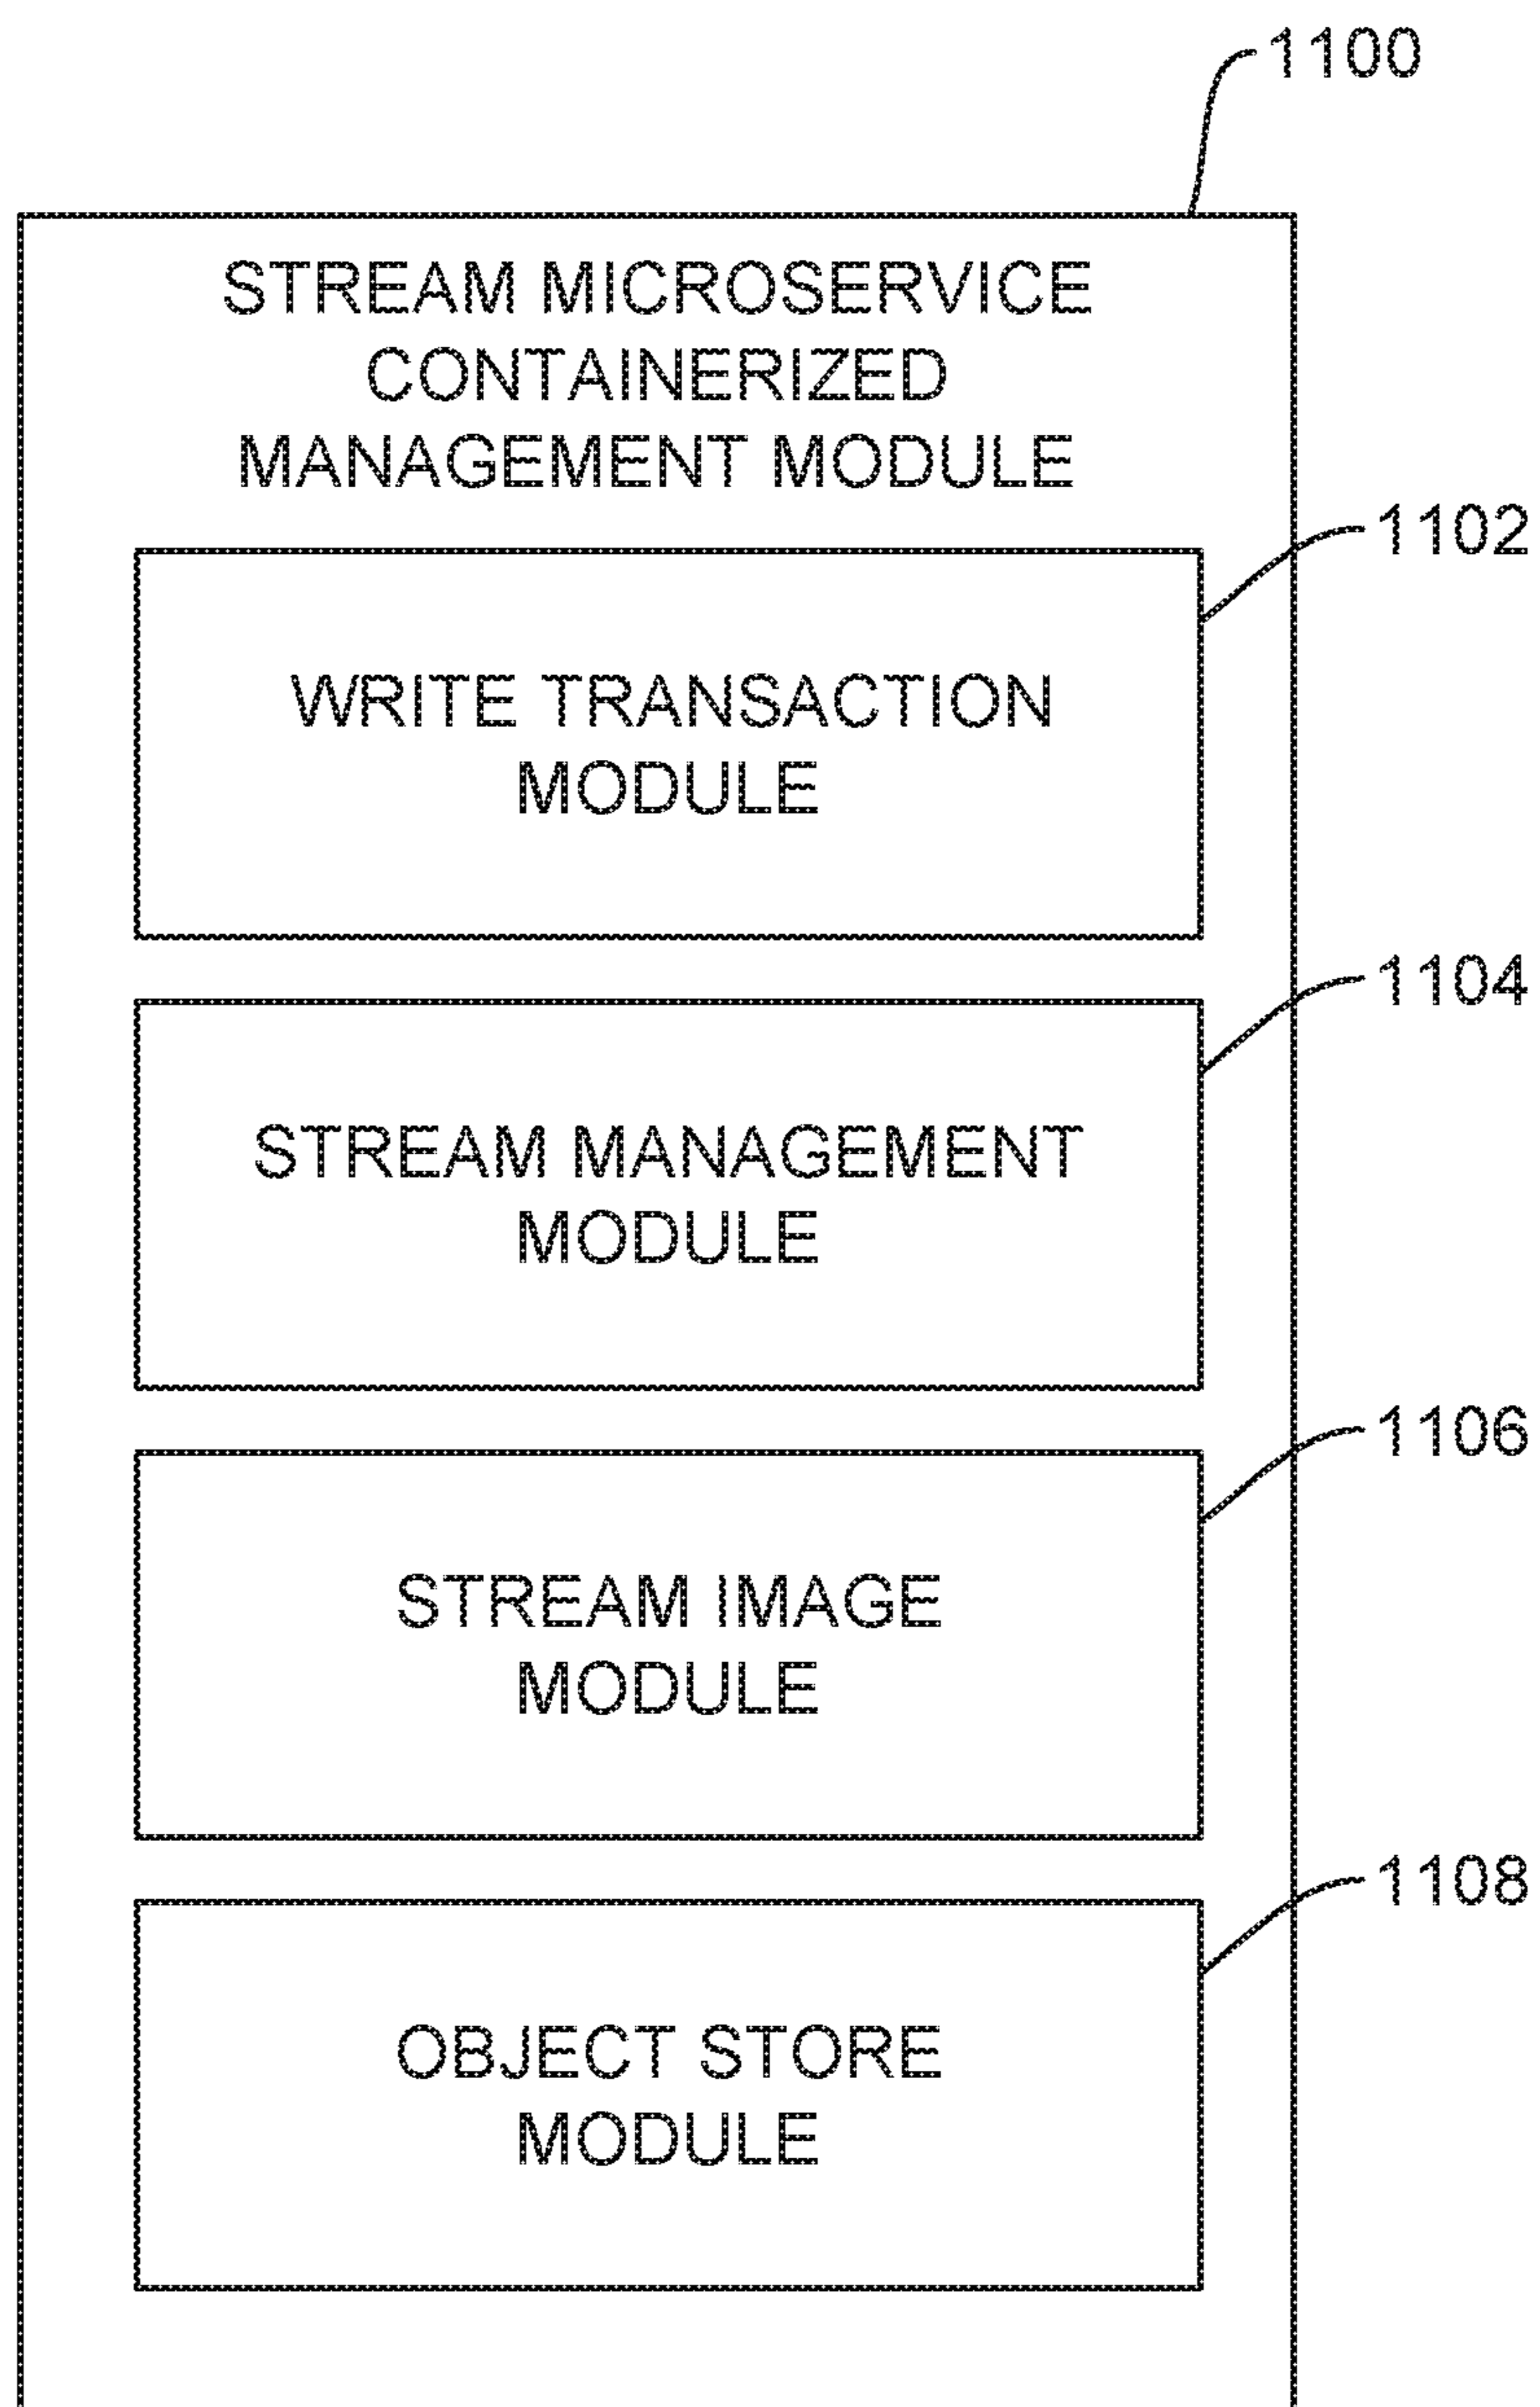 1100
STREAM MICROSERVICE
CONTAINERIZED
MANAGEMENT MODULE
1102
WRITE TRANSACTION
MODULE
1104
STREAM MANAGEMENT
MODULE
1106
STREAM IMAGE
MODULE
1108
OBJECT STORE
MODULE